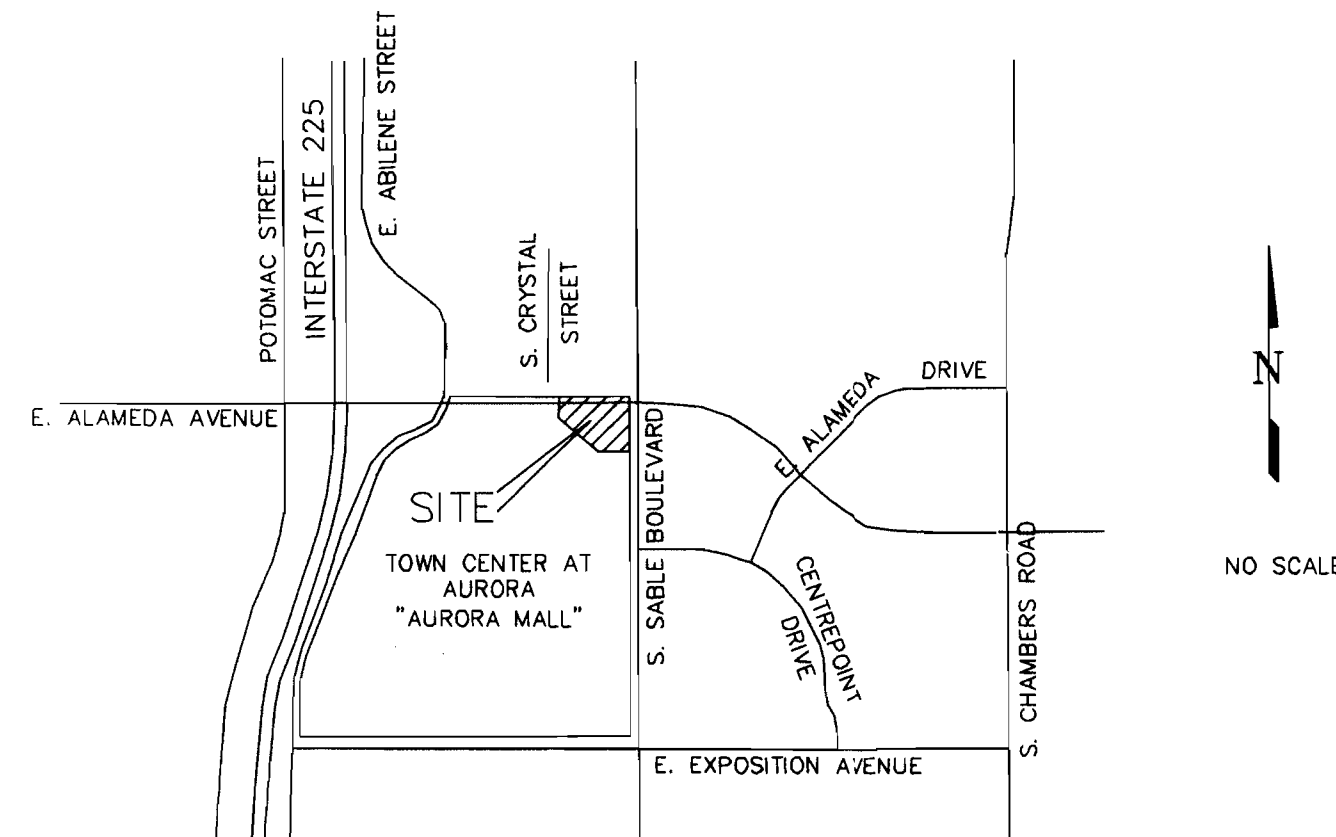 E. ABILENE STREET
INTERSTATE 225
POTOMAC STREET
S. CRYSTAL
STREET
DRIVE
E. ALAMEDA
N
E. ALAMEDA AVENUE
SITE
S. SABLE BOULEVARD
TOWN CENTER AT
AURORA
"AURORA MALL"
CENTREPOINT
DRIVE
S. CHAMBERS ROAD
NO SCALE
E. EXPOSITION AVENUE